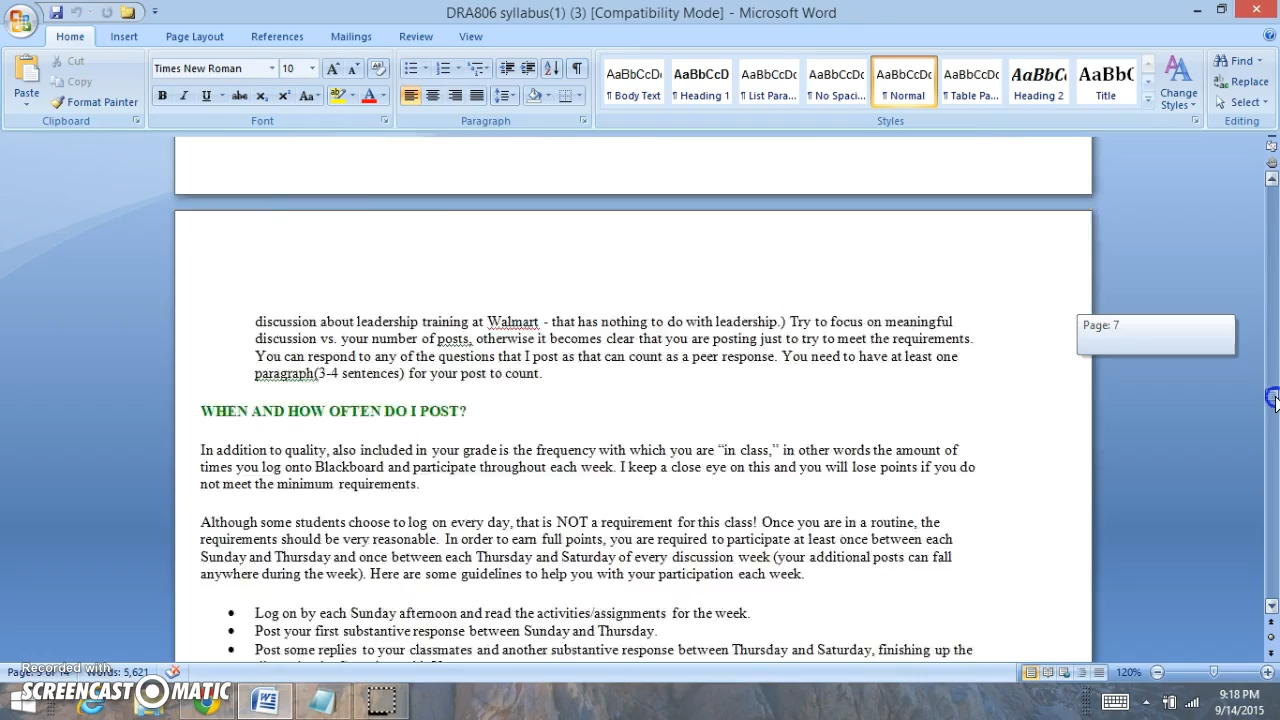 DRA806 syllabus(1) (3) [Compatibility Mode] - Microsoft Word
Home Insert Page Layout References Mailings Review View
Paste
Cut
Copy
Format Painter
Clipboard
Times New Roman 10
Font
Paragraph
AaBbCcDc AaBbCcD AaBbCcDc AaBbCcDc AaBbCcDc AaBbCcDc AaBbC AaBbC
¶ Body Text ¶ Heading 1 ¶ List Para... ¶ No Spaci... ¶ Normal ¶ Table Pa... Heading 2 Title
Change Styles
Styles
Find
Replace
Select
Editing
discussion about leadership training at Walmart - that has nothing to do with leadership.) Try to focus on meaningful
discussion vs. your number of posts, otherwise it becomes clear that you are posting just to try to meet the requirements.
You can respond to any of the questions that I post as that can count as a peer response. You need to have at least one
paragraph(3-4 sentences) for your post to count.
Page: 7
WHEN AND HOW OFTEN DO I POST?
In addition to quality, also included in your grade is the frequency with which you are “in class,” in other words the amount of
times you log onto Blackboard and participate throughout each week. I keep a close eye on this and you will lose points if you do
not meet the minimum requirements.
Although some students choose to log on every day, that is NOT a requirement for this class! Once you are in a routine, the
requirements should be very reasonable. In order to earn full points, you are required to participate at least once between each
Sunday and Thursday and once between each Thursday and Saturday of every discussion week (your additional posts can fall
anywhere during the week). Here are some guidelines to help you with your participation each week.
• Log on by each Sunday afternoon and read the activities/assignments for the week.
• Post your first substantive response between Sunday and Thursday.
• Post some replies to your classmates and another substantive response between Thursday and Saturday, finishing up the
Words: 5,621
120%
Recorded with
SCREENCAST MATIC
9:18 PM
9/14/2015